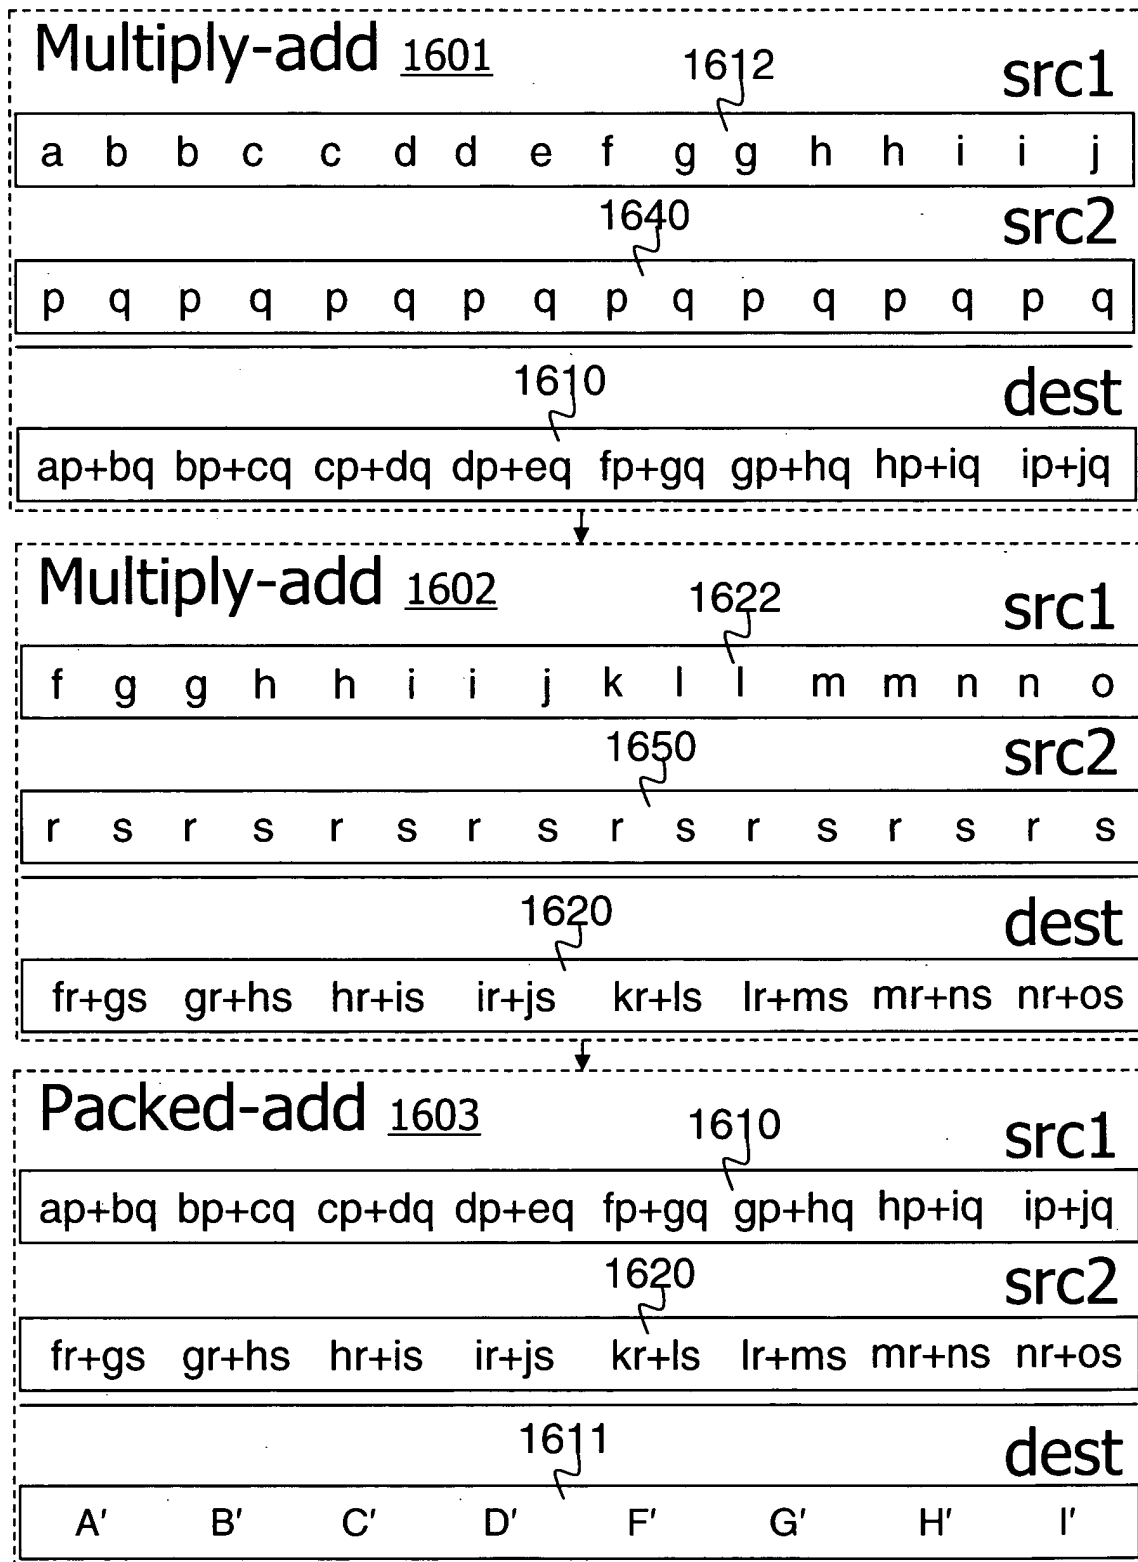 Multiply-add 1601 1612 src1
a b b c c d d e f g g h h i i j
1640 src2
p q p q p q p q p q p q p q p q
1610 dest
ap+bq bp+cq cp+dq dp+eq fp+gq gp+hq hp+iq ip+jq
Multiply-add 1602 1622 src1
f g g h h i i j k l l m m n n o
1650 src2
r s r s r s r s r s r s r s r s
1620 dest
fr+gs gr+hs hr+is ir+js kr+ls lr+ms mr+ns nr+os
Packed-add 1603 1610 src1
ap+bq bp+cq cp+dq dp+eq fp+gq gp+hq hp+iq ip+jq
1620 src2
fr+gs gr+hs hr+is ir+js kr+ls lr+ms mr+ns nr+os
1611 dest
A′ B′ C′ D′ F′ G′ H′ I′